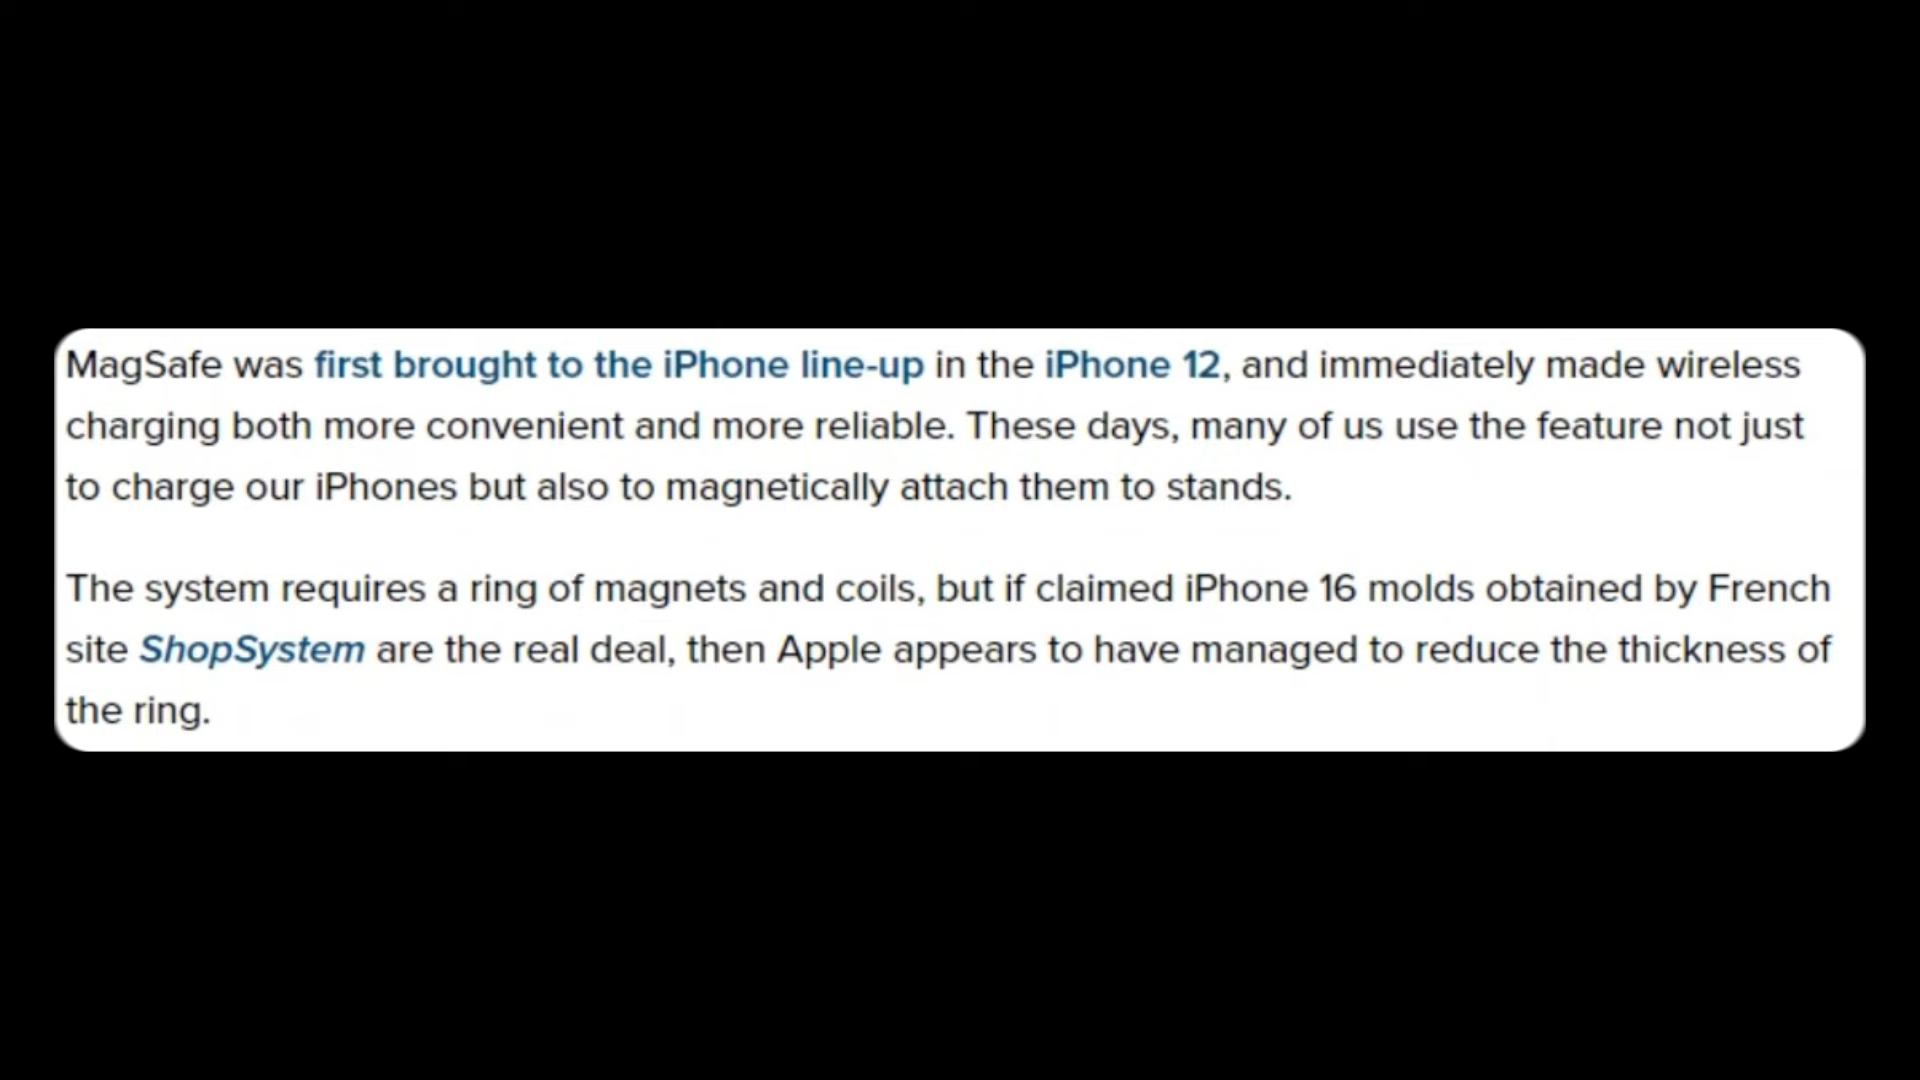 MagSafe was first brought to the iPhone line-up in the iPhone 12, and immediately made wireless
charging both more convenient and more reliable. These days, many of us use the feature not just
to charge our iPhones but also to magnetically attach them to stands.
The system requires a ring of magnets and coils, but if claimed iPhone 16 molds obtained by French
site ShopSystem are the real deal, then Apple appears to have managed to reduce the thickness of
the ring.